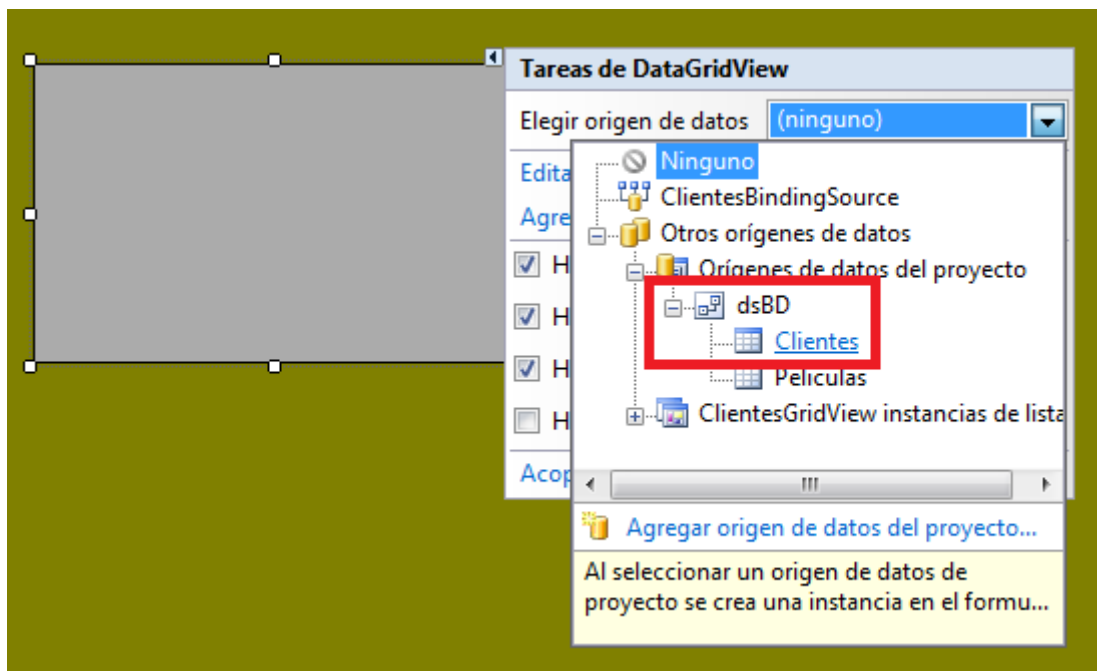 Tareas de DataGridView
Elegir origen de datos (ninguno)
Edita
Agre
H
H
H
H
Acop
Ninguno
ClientesBindingSource
Otros orígenes de datos
Orígenes de datos del proyecto
dsBD
Clientes
Peliculas
ClientesGridView instancias de lista
Agregar origen de datos del proyecto...
Al seleccionar un origen de datos de
proyecto se crea una instancia en el formu...